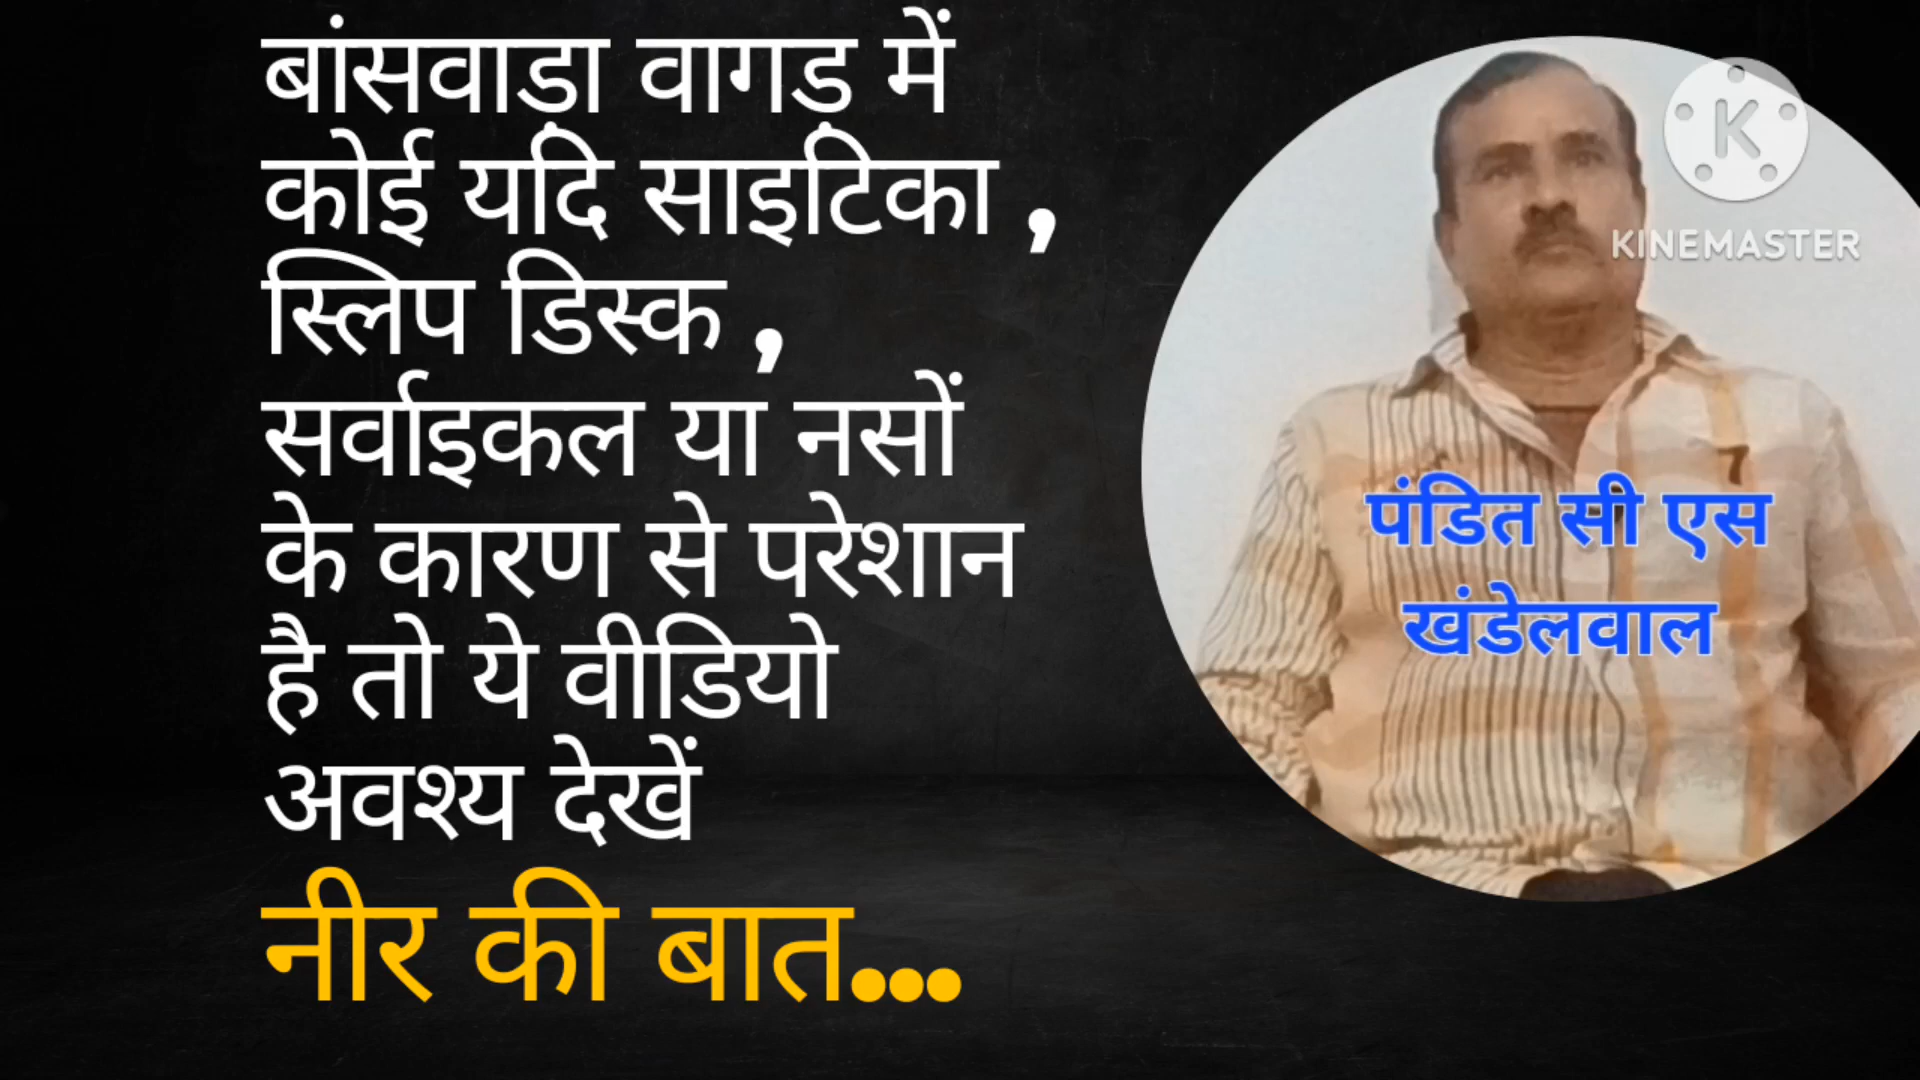 बांसवाड़ा वागड़ में
कोई यदि साइटिका ,
स्लिप डिस्क ,
सर्वाइकल या नसों
के कारण से परेशान
है तो ये वीडियो
अवश्य देखें
नीर की बात...
K
KINEMASTER
पंडित सी एस
खंडेलवाल